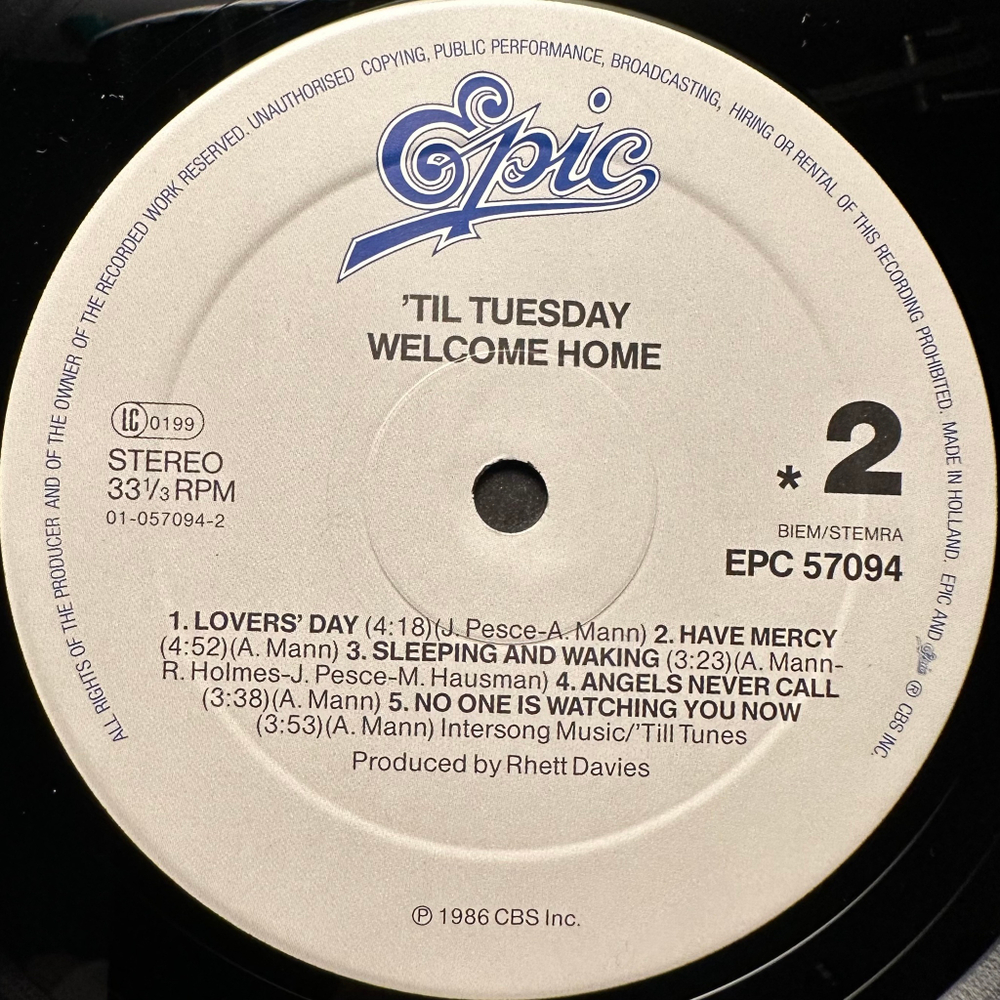 ALL RIGHTS OF THE PRODUCER AND OF THE OWNER OF THE RECORDED WORK RESERVED. UNAUTHORISED COPYING, PUBLIC PERFORMANCE, BROADCASTING, HIRING OR RENTAL OF THIS RECORDING PROHIBITED. MADE IN HOLLAND. EPIC AND Epic ® CBS INC.
Epic
'TIL TUESDAY
WELCOME HOME
LC 0199
STEREO
33⅓ RPM
01-057094-2
* 2
BIEM/STEMRA
EPC 57094
1. LOVERS' DAY (4:18)(J. Pesce-A. Mann) 2. HAVE MERCY
(4:52)(A. Mann) 3. SLEEPING AND WAKING (3:23)(A. Mann-
R. Holmes-J. Pesce-M. Hausman) 4. ANGELS NEVER CALL
(3:38)(A. Mann) 5. NO ONE IS WATCHING YOU NOW
(3:53)(A. Mann) Intersong Music/'Till Tunes
Produced by Rhett Davies
℗ 1986 CBS Inc.